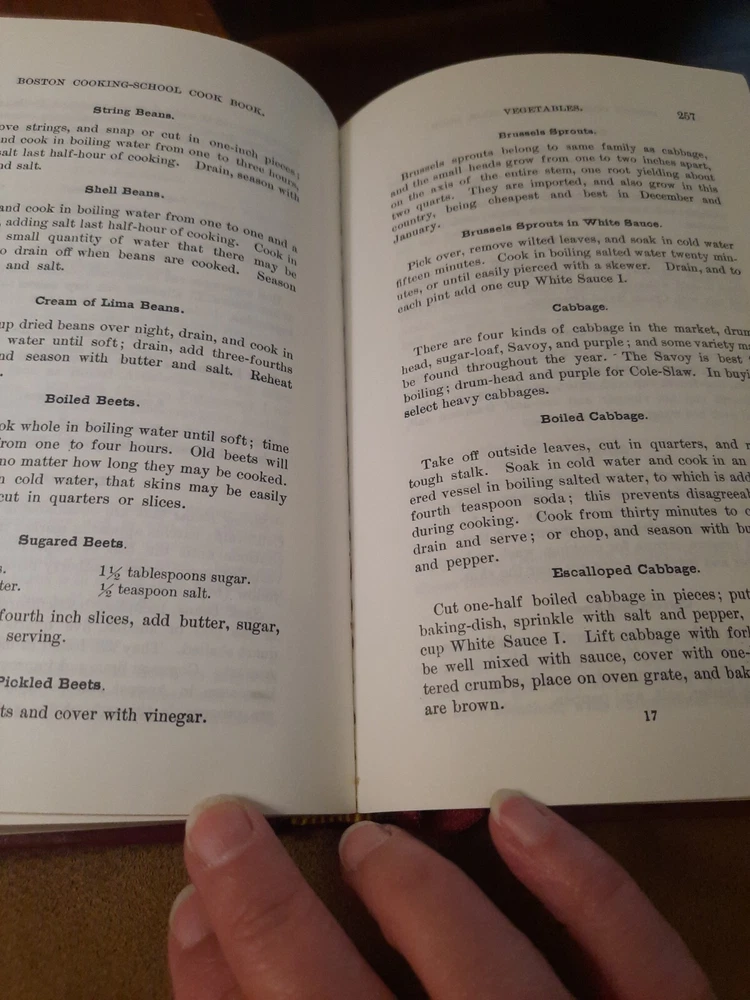 BOSTON COOKING-SCHOOL COOK BOOK.
String Beans.
ove strings, and snap or cut in one-inch pieces;
nd cook in boiling water from one to three hours,
alt last half-hour of cooking. Drain, season with
nd salt.
Shell Beans.
and cook in boiling water from one to one and a
, adding salt last half-hour of cooking. Cook in
small quantity of water that there may be
o drain off when beans are cooked. Season
and salt.
Cream of Lima Beans.
up dried beans over night, drain, and cook in
water until soft; drain, add three-fourths
nd season with butter and salt. Reheat
.
Boiled Beets.
ok whole in boiling water until soft; time
from one to four hours. Old beets will
no matter how long they may be cooked.
n cold water, that skins may be easily
cut in quarters or slices.
Sugared Beets.
s. 1½ tablespoons sugar.
ter. ½ teaspoon salt.
fourth inch slices, add butter, sugar,
serving.
Pickled Beets.
ts and cover with vinegar.
VEGETABLES. 257
Brussels Sprouts.
Brussels sprouts belong to same family as cabbage,
and the small heads grow from one to two inches apart,
on the axis of the entire stem, one root yielding about
two quarts. They are imported, and also grow in this
country, being cheapest and best in December and
January.
Brussels Sprouts in White Sauce.
Pick over, remove wilted leaves, and soak in cold water
fifteen minutes. Cook in boiling salted water twenty min-
utes, or until easily pierced with a skewer. Drain, and to
each pint add one cup White Sauce I.
Cabbage.
There are four kinds of cabbage in the market, drum
head, sugar-loaf, Savoy, and purple; and some variety m
be found throughout the year. The Savoy is best
boiling; drum-head and purple for Cole-Slaw. In buyi
select heavy cabbages.
Boiled Cabbage.
Take off outside leaves, cut in quarters, and r
tough stalk. Soak in cold water and cook in an
ered vessel in boiling salted water, to which is add
fourth teaspoon soda; this prevents disagreea
during cooking. Cook from thirty minutes to o
drain and serve; or chop, and season with bu
and pepper.
Escalloped Cabbage.
Cut one-half boiled cabbage in pieces; put
baking-dish, sprinkle with salt and pepper,
cup White Sauce I. Lift cabbage with for
be well mixed with sauce, cover with one-
tered crumbs, place on oven grate, and bak
are brown.
17